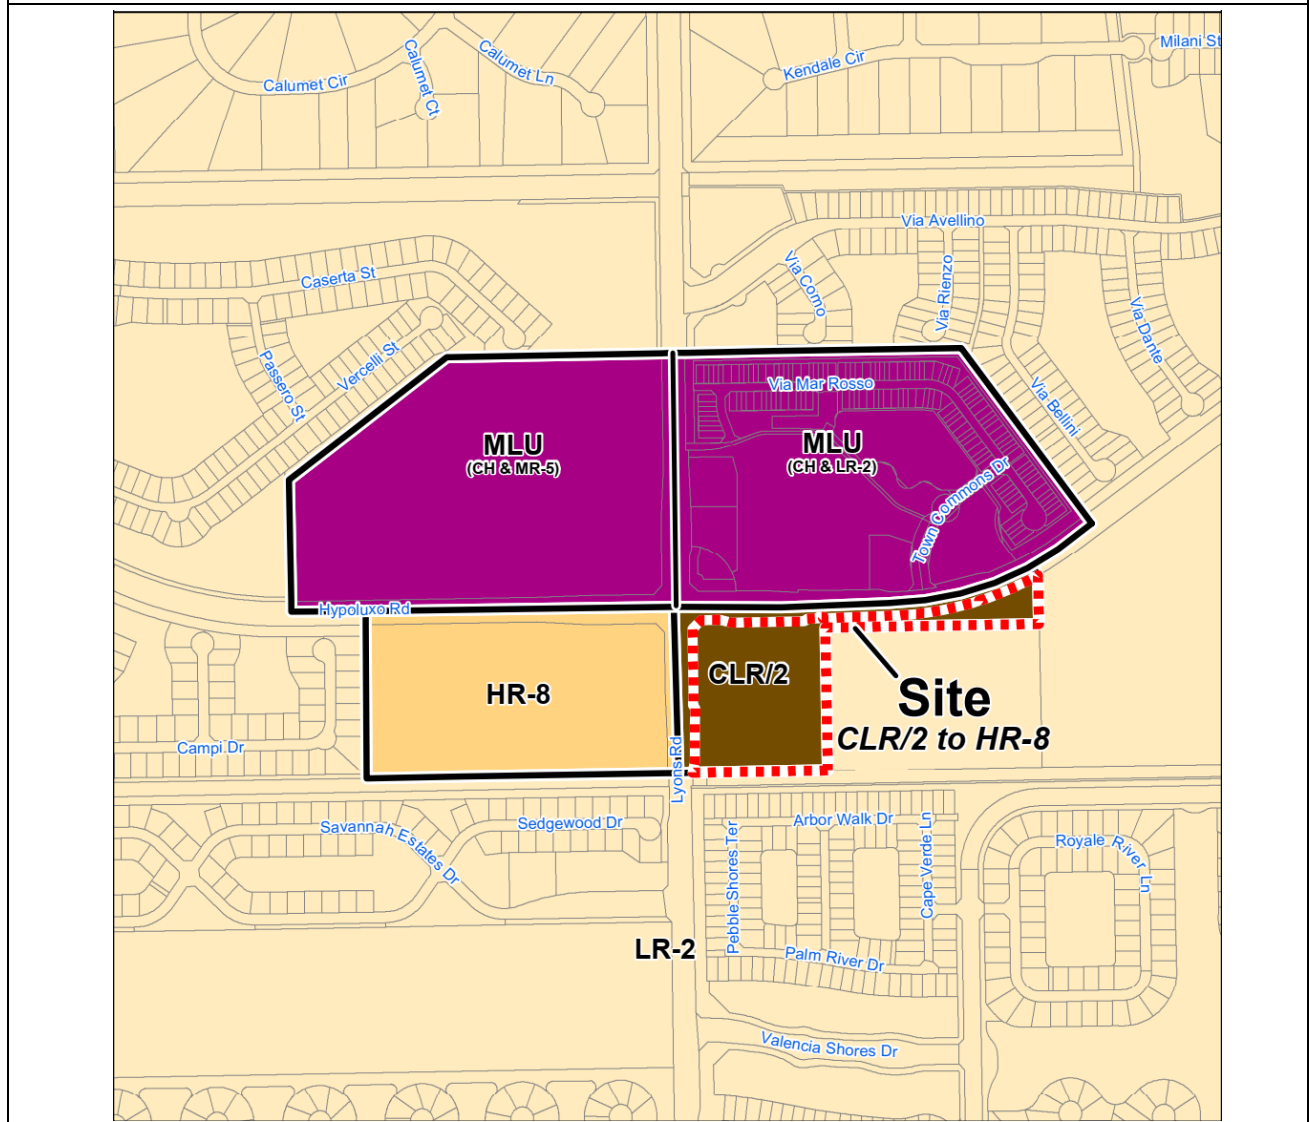 Milani St
Calumet Cir
Calumet Ct
Calumet Ln
Kendale Cir
Via Avellino
Caserta St
Via Como
Via Rienzo
Via Dante
Passero St
Vercelli St
Via Mar Rosso
Via Bellini
MLU
(CH & MR-5)
MLU
(CH & LR-2)
Town Commons Dr
Hypoluxo Rd
HR-8
CLR/2
Site
CLR/2 to HR-8
Campi Dr
Lyons Rd
Savannah Estates Dr
Sedgewood Dr
Pebble Shores Ter
Arbor Walk Dr
Cape Verde Ln
Royale River Ln
LR-2
Palm River Dr
Valencia Shores Dr